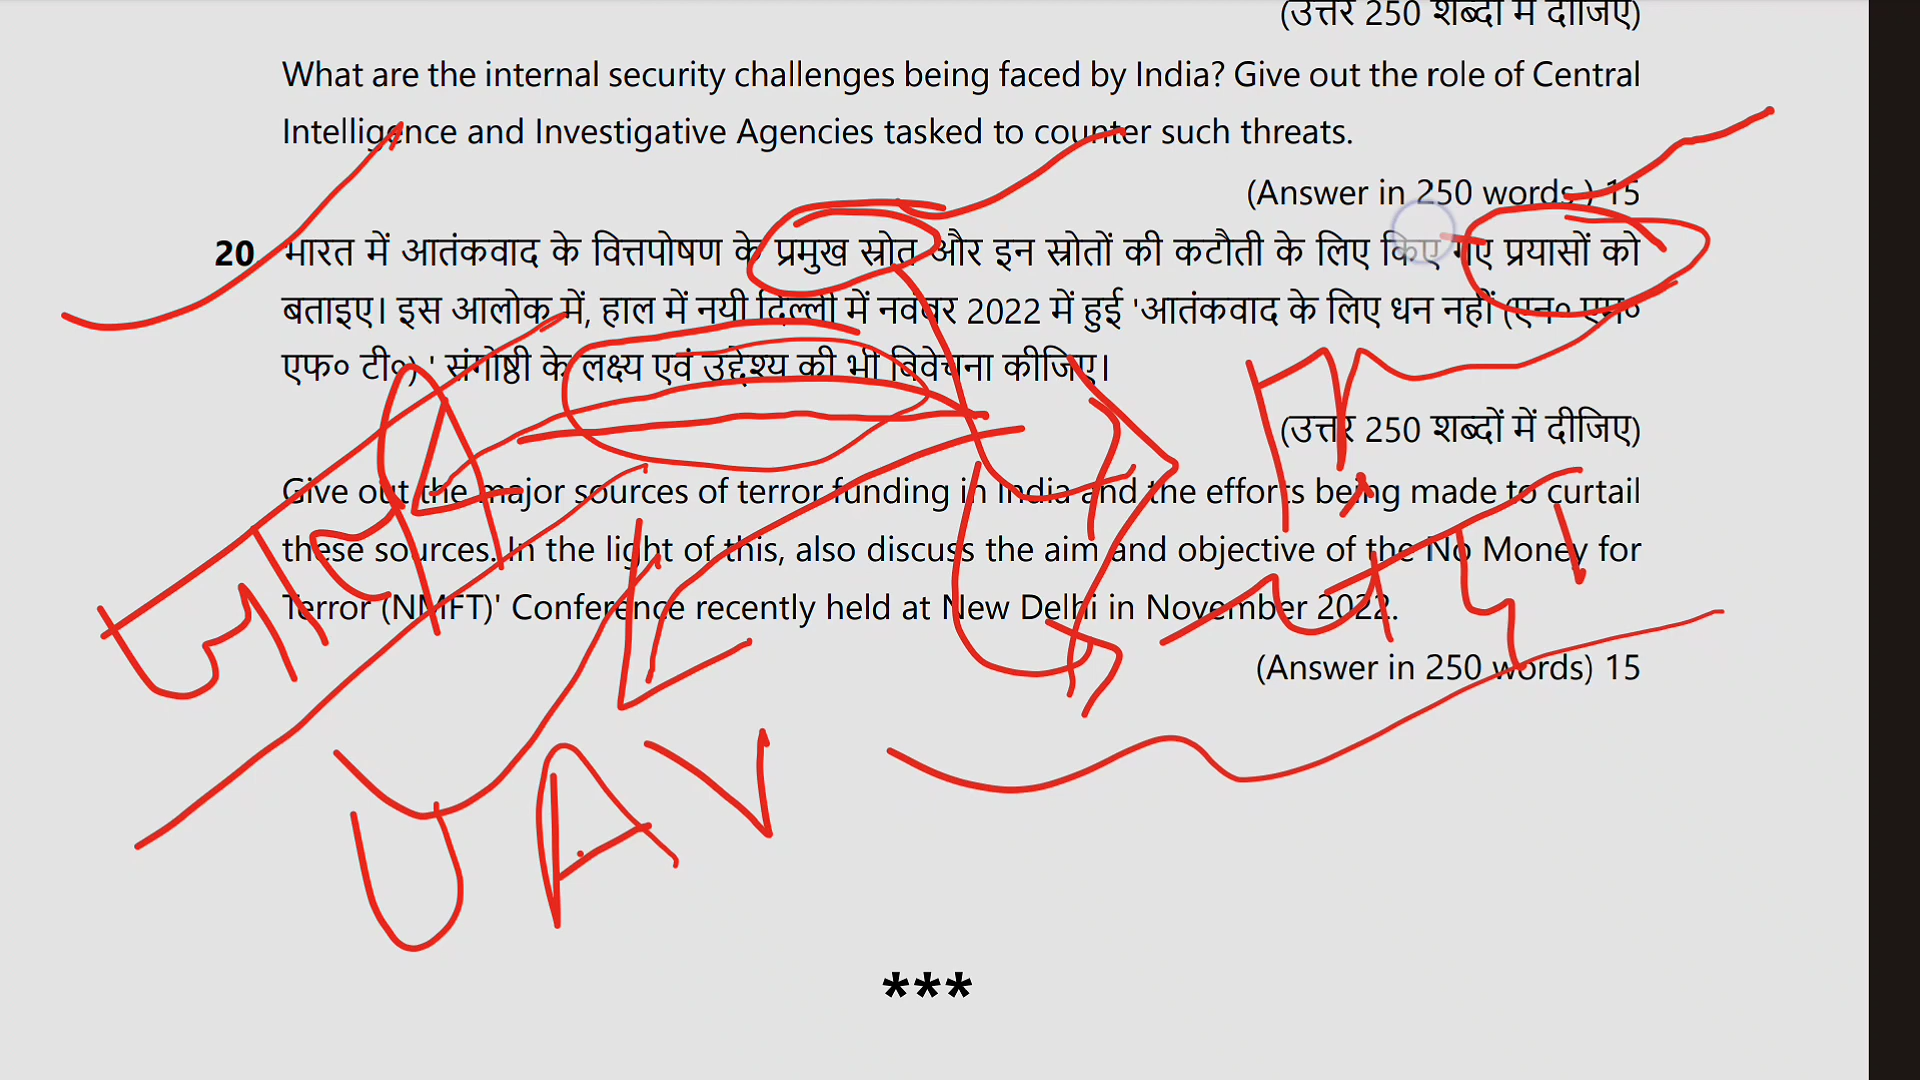 (उत्तर 250 शब्दों में दीजिए)
What are the internal security challenges being faced by India? Give out the role of Central
Intelligence and Investigative Agencies tasked to counter such threats.
(Answer in 250 words ) 15
20. भारत में आतंकवाद के वित्तपोषण के प्रमुख स्रोत और इन स्रोतों की कटौती के लिए किए गए प्रयासों को
बताइए। इस आलोक में, हाल में नयी दिल्ली में नवंबर 2022 में हुई 'आतंकवाद के लिए धन नहीं (एन० एम०
एफ० टी०) ' संगोष्ठी के लक्ष्य एवं उद्देश्य की भी विवेचना कीजिए।
(उत्तर 250 शब्दों में दीजिए)
Give out the major sources of terror funding in India and the efforts being made to curtail
these sources. In the light of this, also discuss the aim and objective of the No Money for
Terror (NMFT)' Conference recently held at New Delhi in November 2022.
(Answer in 250 words) 15
UAV
***